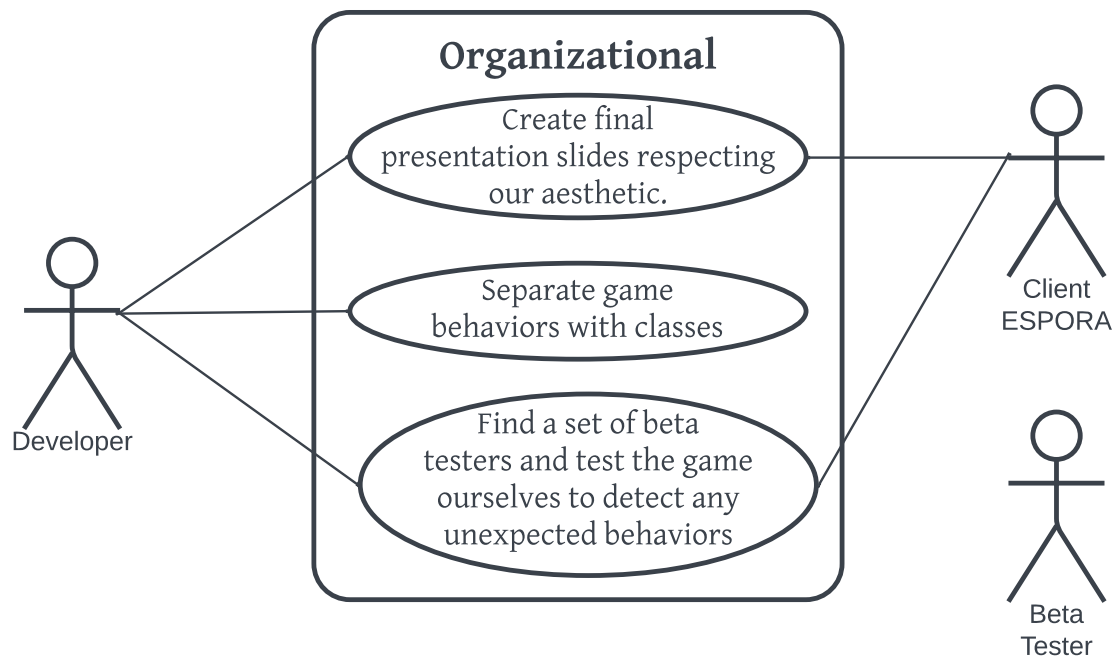 Organizational
Create final
presentation slides respecting
our aesthetic.
Separate game
behaviors with classes
Find a set of beta
testers and test the game
ourselves to detect any
unexpected behaviors
Developer
Client
ESPORA
Beta
Tester